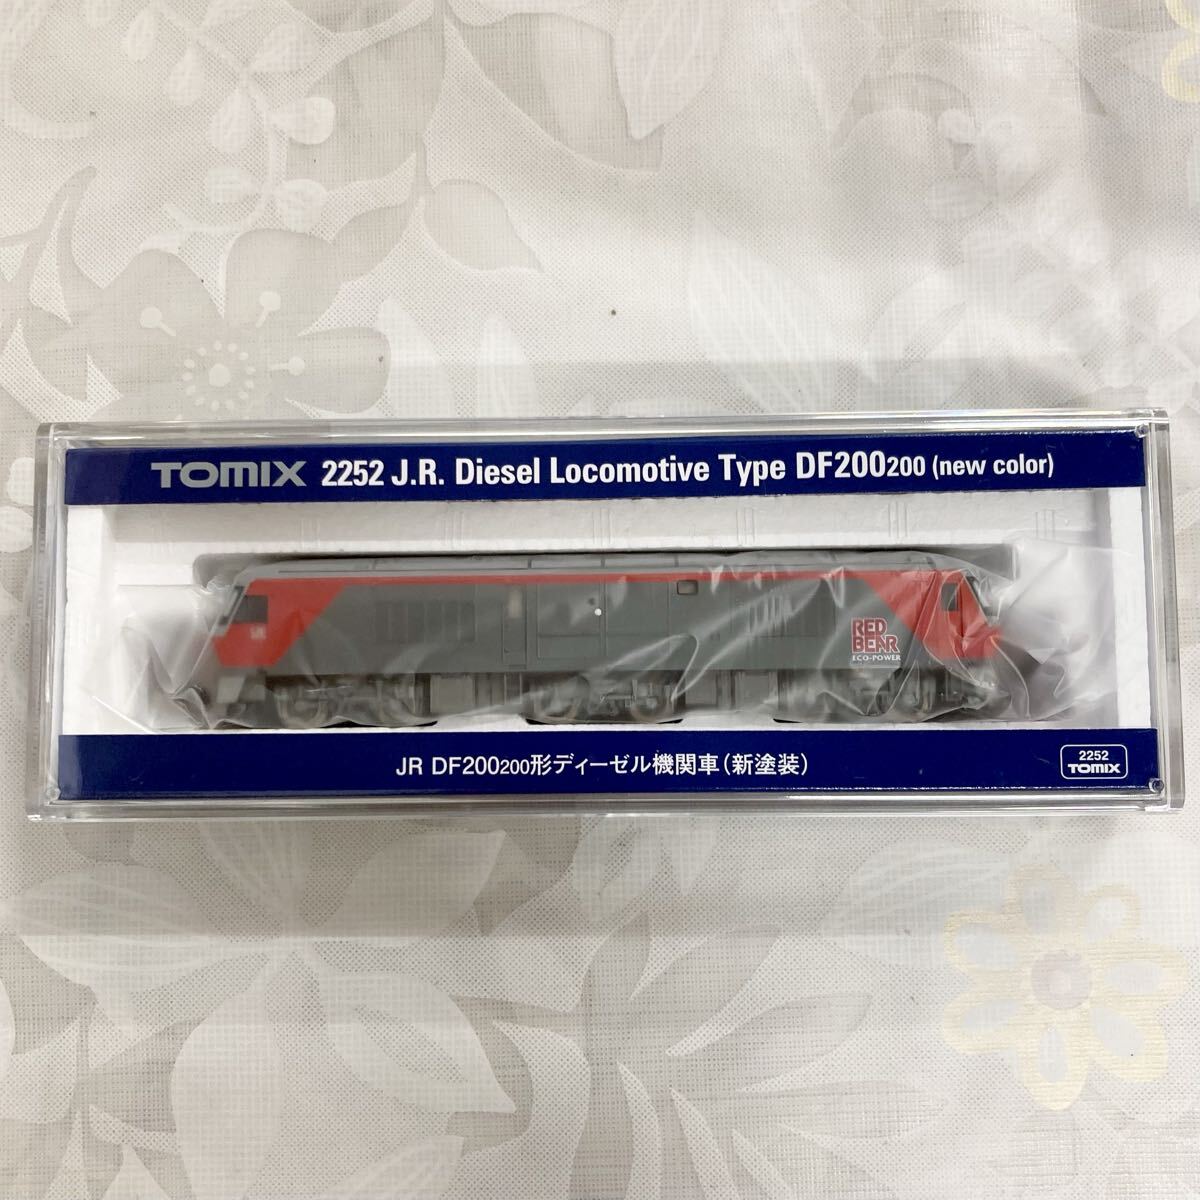 TOMIX 2252 J.R. Diesel Locomotive Type DF200200 (new color)
RED
BEAR
ECO-POWER
JR DF200200形ディーゼル機関車(新塗装)
2252
TOMIX